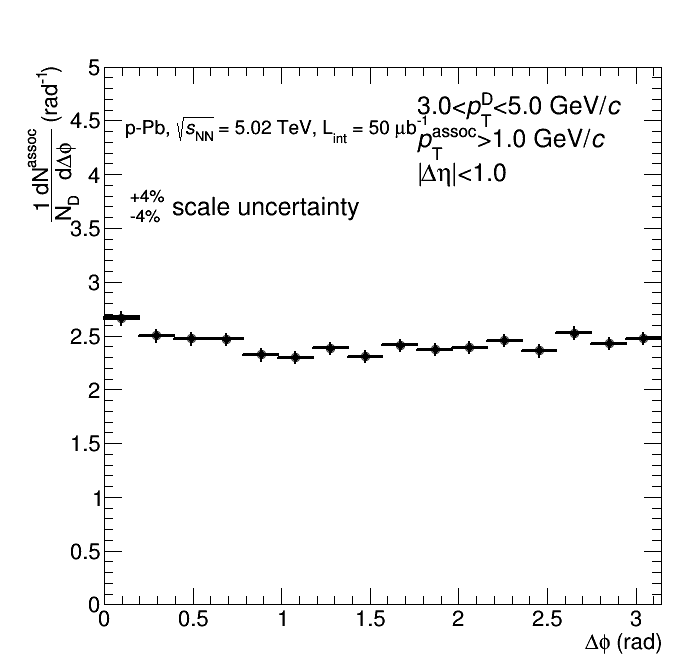 1 dN^assoc
N_D dΔφ (rad^-1)
5
4.5
4
3.5
3
2.5
2
1.5
1
0.5
0
3.0<p_T^D<5.0 GeV/c
p-Pb, √s_NN = 5.02 TeV, L_int = 50 μb^-1
p_T^assoc>1.0 GeV/c
|Δη|<1.0
+4%
-4% scale uncertainty
0 0.5 1 1.5 2 2.5 3
Δφ (rad)